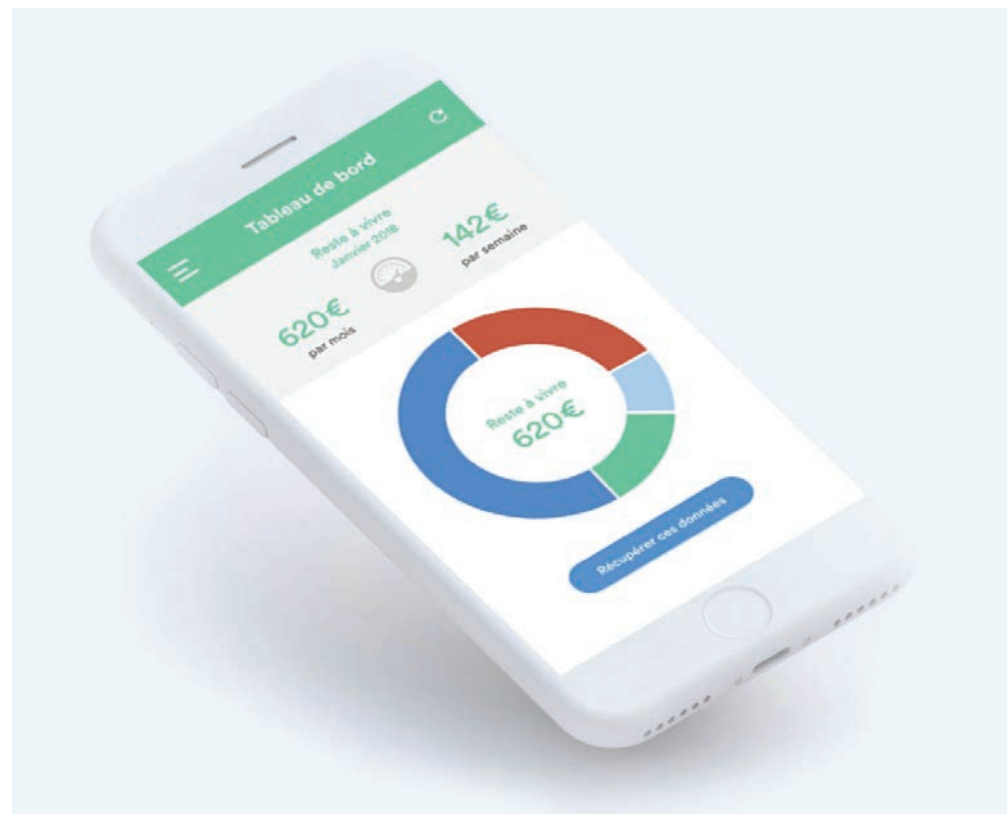 Tableau de bord
Reste à vivre
Janvier 2018
620€
par mois
142€
par semaine
Reste à vivre
620€
Récupérer ces données